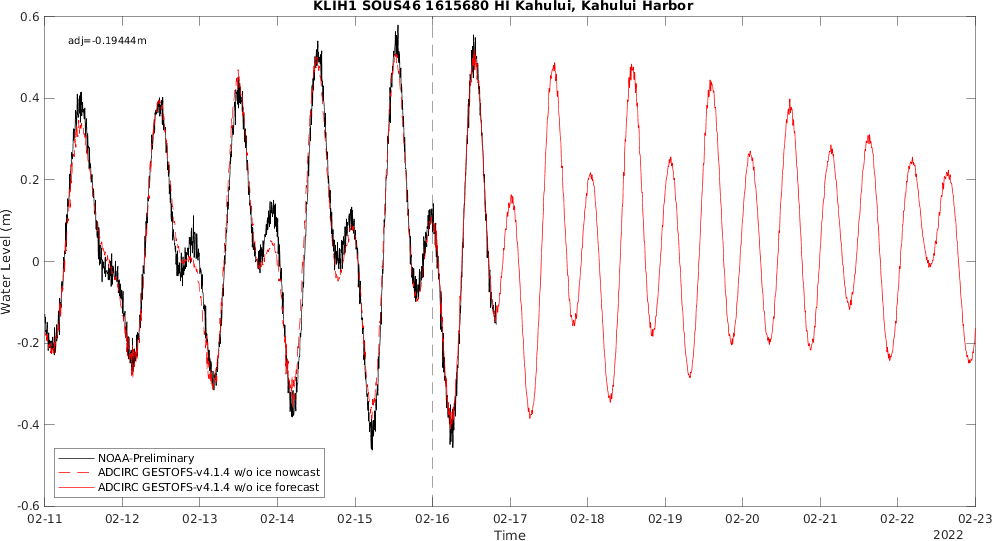 KLIH1 SOUS46 1615680 HI Kahului, Kahului Harbor
adj=-0.19444m
0.6
0.4
0.2
0
-0.2
-0.4
-0.6
Water Level (m)
NOAA-Preliminary
ADCIRC GESTOFS-v4.1.4 w/o ice nowcast
ADCIRC GESTOFS-v4.1.4 w/o ice forecast
02-11 02-12 02-13 02-14 02-15 02-16 02-17 02-18 02-19 02-20 02-21 02-22 02-23
Time
2022